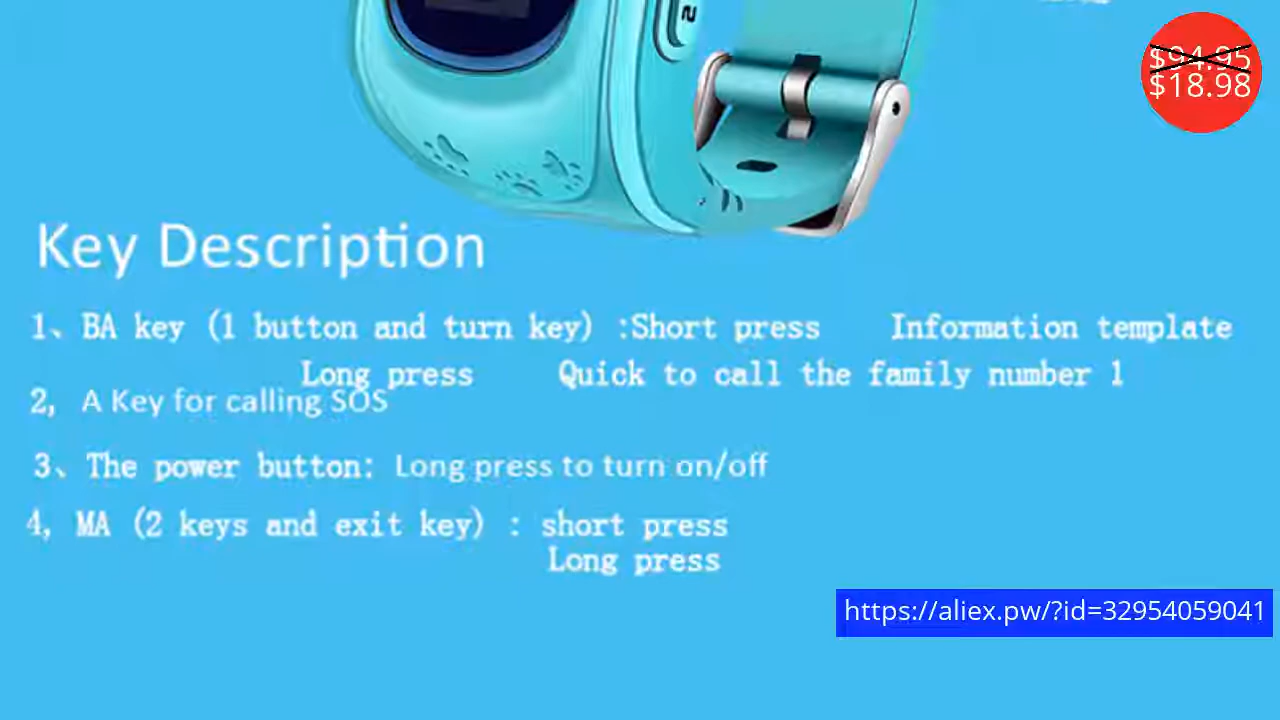 $94.95
$18.98
2
Key Description
1、BA key (1 button and turn key) :Short press Information template
Long press Quick to call the family number 1
2, A Key for calling SOS
3、The power button: Long press to turn on/off
4, MA (2 keys and exit key) : short press
Long press
https://aliex.pw/?id=32954059041